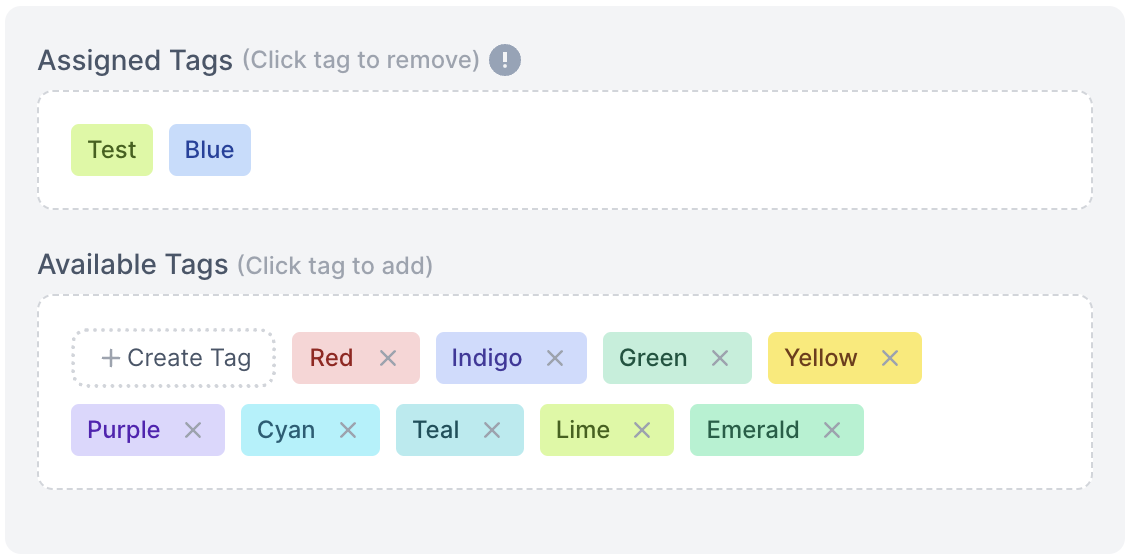 Assigned Tags (Click tag to remove) !
Test Blue
Available Tags (Click tag to add)
+ Create Tag Red Indigo Green Yellow
Purple Cyan Teal Lime Emerald